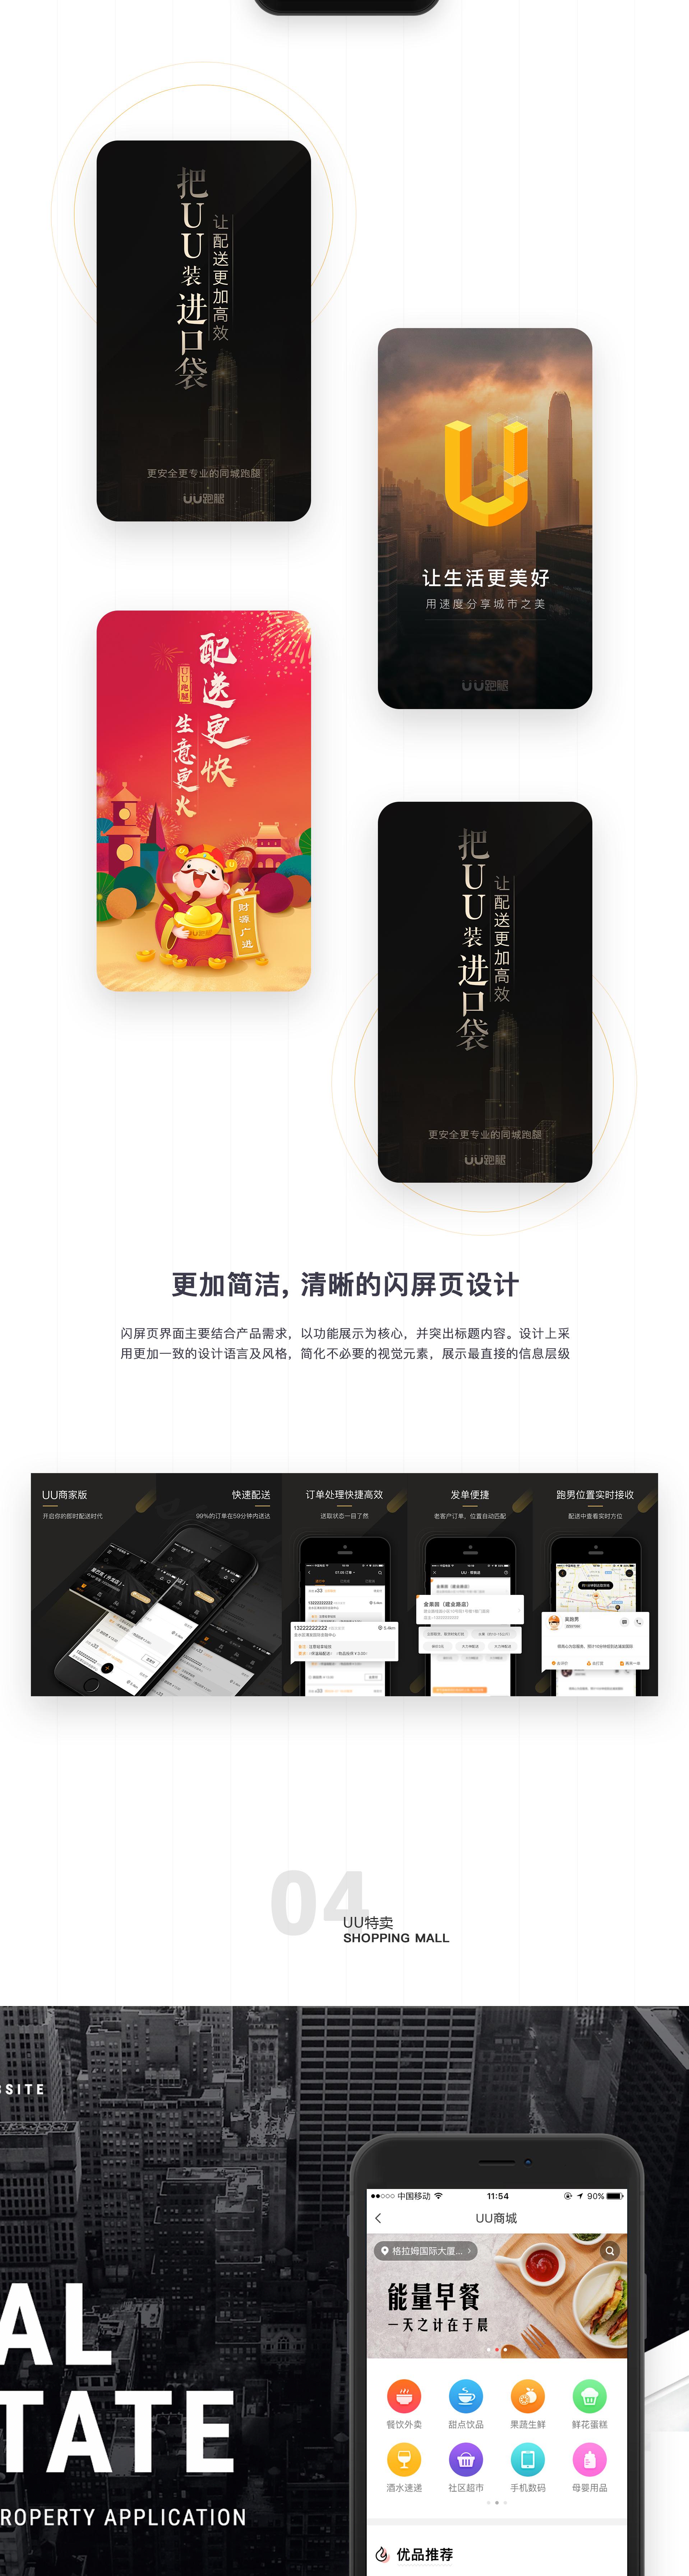 把UU装进口袋
让配送更加高效
更安全更专业的同城跑腿
UU跑腿
让生活更美好
用速度分享城市之美
UU跑腿
配送更快
UU跑腿
生意更火
财源广进
把UU装进口袋
让配送更加高效
更安全更专业的同城跑腿
UU跑腿
更加简洁，清晰的闪屏页设计
闪屏页界面主要结合产品需求，以功能展示为核心，并突出标题内容。设计上采
用更加一致的设计语言及风格，简化不必要的视觉元素，展示最直接的信息层级
UU商家版
开启你的即时配送时代
快速配送
99%的订单在59分钟内送达
订单处理快捷高效
送取状态一目了然
13222222222
5.8km
发单便捷
老客户订单，位置自动匹配
金果园（建业路店）
跑男位置实时接收
配送中查看实时方位
04
UU特卖
SHOPPING MALL
SITE
AL
TATE
ROPERTY APPLICATION
中国移动
11:54
90%
UU商城
格拉姆国际大厦...
能量早餐
一天之计在于晨
餐饮外卖
甜点饮品
果蔬生鲜
鲜花蛋糕
酒水速递
社区超市
手机数码
母婴用品
优品推荐